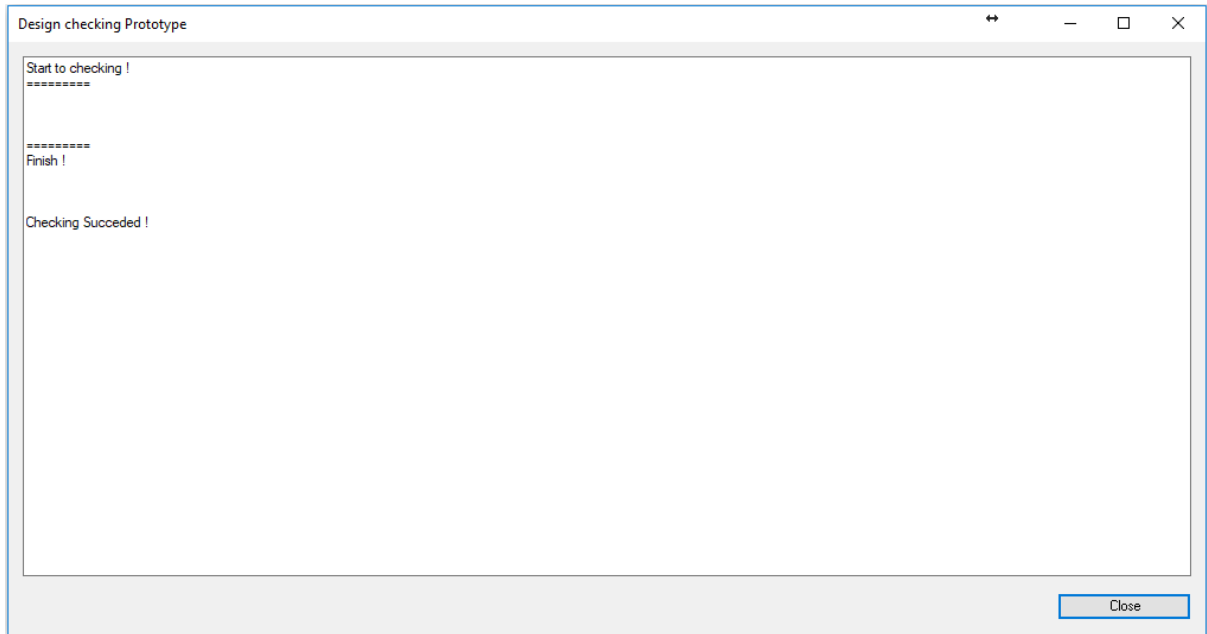 Design checking Prototype
Start to checking !
=========
=========
Finish !
Checking Succeded !
Close